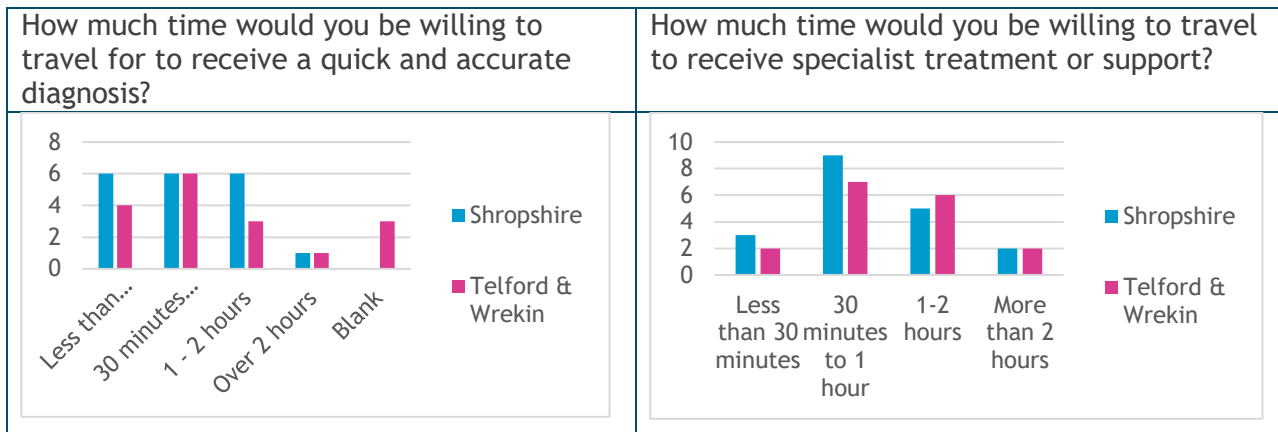 How much time would you be willing to
travel for to receive a quick and accurate
diagnosis?
How much time would you be willing to travel
to receive specialist treatment or support?
8
6
4
2
0
Less than...
30 minutes...
1 - 2 hours
Over 2 hours
Blank
Shropshire
Telford &
Wrekin
10
8
6
4
2
0
Less
than 30
minutes
30
minutes
to 1
hour
1-2
hours
More
than 2
hours
Shropshire
Telford &
Wrekin